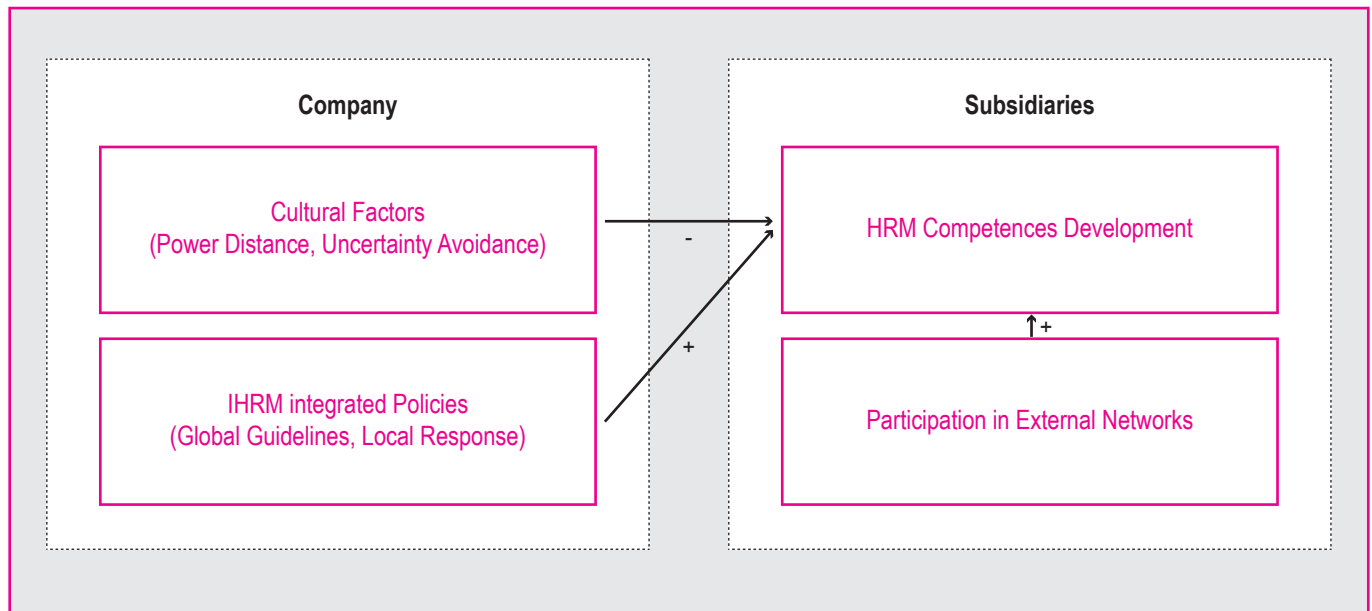 Company
Cultural Factors
(Power Distance, Uncertainty Avoidance)
IHRM integrated Policies
(Global Guidelines, Local Response)
-
+
Subsidiaries
HRM Competences Development
+
Participation in External Networks